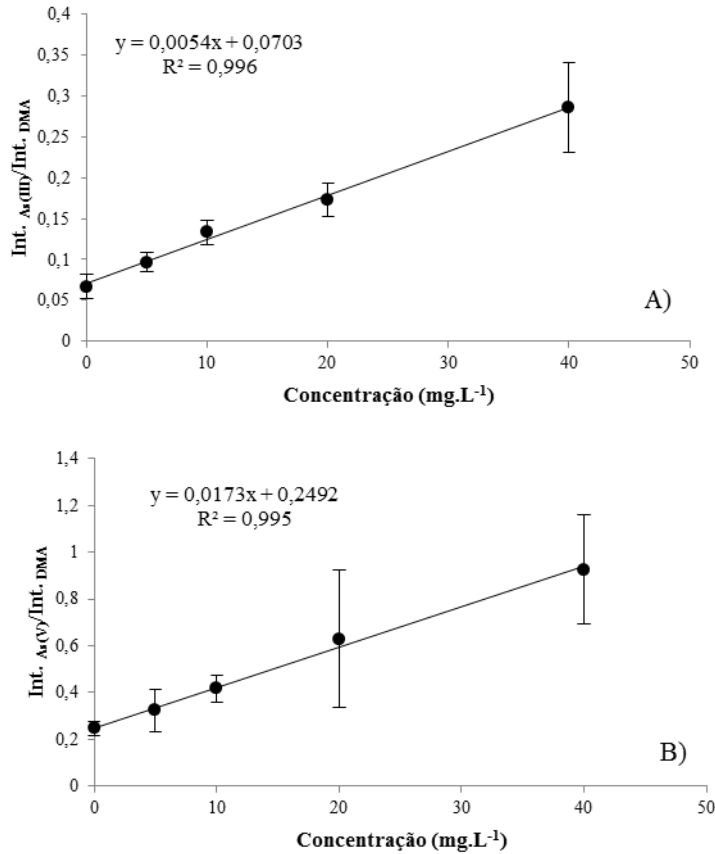 y = 0,0054x + 0,0703
R² = 0,996
0,4
0,35
0,3
0,25
0,2
0,15
0,1
0,05
0
Int. As(III)/Int. DMA
A)
0 10 20 30 40 50
Concentração (mg.L⁻¹)
y = 0,0173x + 0,2492
R² = 0,995
1,4
1,2
1
0,8
0,6
0,4
0,2
0
Int. As(V)/Int. DMA
B)
0 10 20 30 40 50
Concentração (mg.L⁻¹)